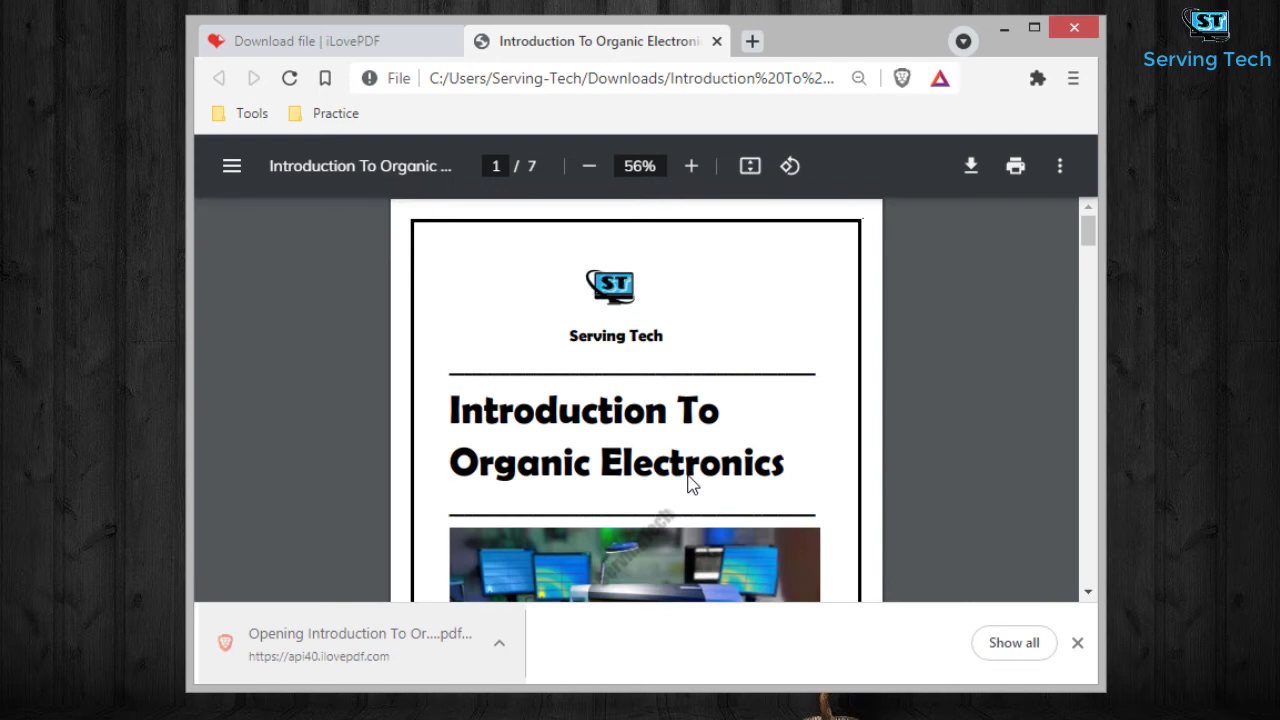 ST
Serving Tech
Download file | iLovePDF
Introduction To Organic Electroni
File
C:/Users/Serving-Tech/Downloads/Introduction%20To%2...
Tools
Practice
Introduction To Organic ...
1 / 7
56%
ST
Serving Tech
Introduction To
Organic Electronics
Opening Introduction To Or....pdf...
https://api40.ilovepdf.com
Show all